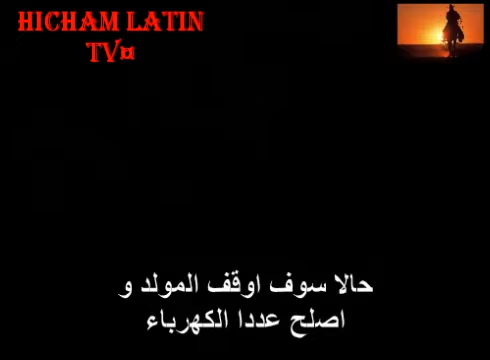 HICHAM LATIN
TV¤
حالا سوف اوقف المولد و
اصلح عددا الكهرباء